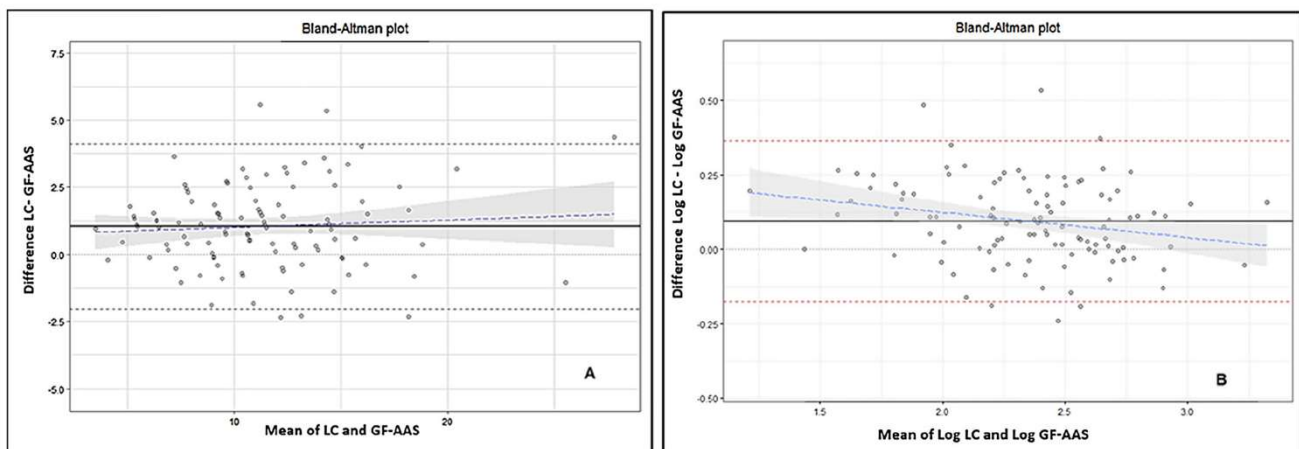 Bland-Altman plot
7.5
5.0
2.5
0.0
-2.5
-5.0
Difference LC- GF-AAS
A
10
20
Mean of LC and GF-AAS
Bland-Altman plot
0.50
0.25
0.00
-0.25
-0.50
Difference Log LC - Log GF-AAS
B
1.5
2.0
2.5
3.0
Mean of Log LC and Log GF-AAS